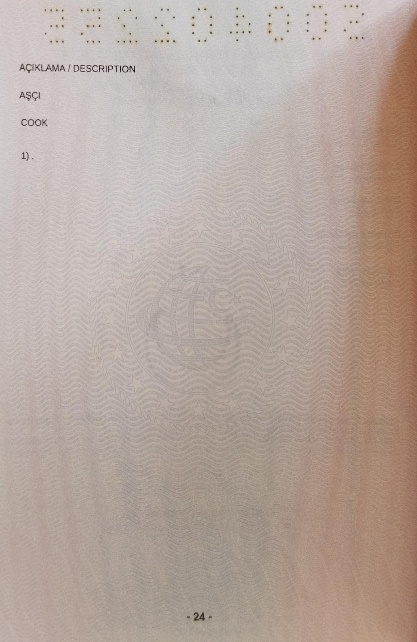 AÇIKLAMA / DESCRIPTION
AŞÇI
COOK
1) .
- 24 -